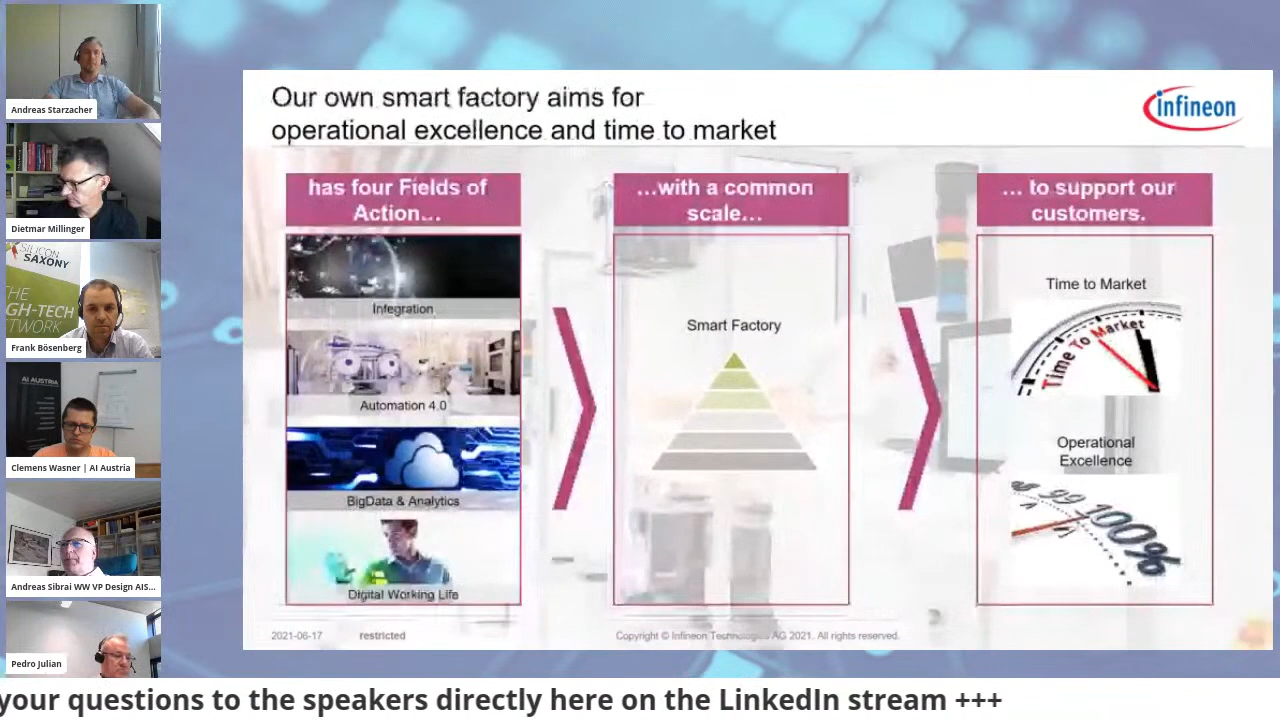 Andreas Starzacher
Dietmar Millinger
SILICON
SAXONY
THE
GH-TECH
TWORK
Frank Bösenberg
AI AUSTRIA
Clemens Wasner | AI Austria
Andreas Sibrai WW VP Design AIS...
Pedro Julian
Our own smart factory aims for
operational excellence and time to market
infineon
has four Fields of
Action...
Integration
Automation 4.0
BigData & Analytics
Digital Working Life
...with a common
scale...
Smart Factory
... to support our
customers.
Time to Market
Time To Market
Operational
Excellence
99 100%
2021-06-17 restricted Copyright © Infineon Technologies AG 2021. All rights reserved.
your questions to the speakers directly here on the LinkedIn stream +++